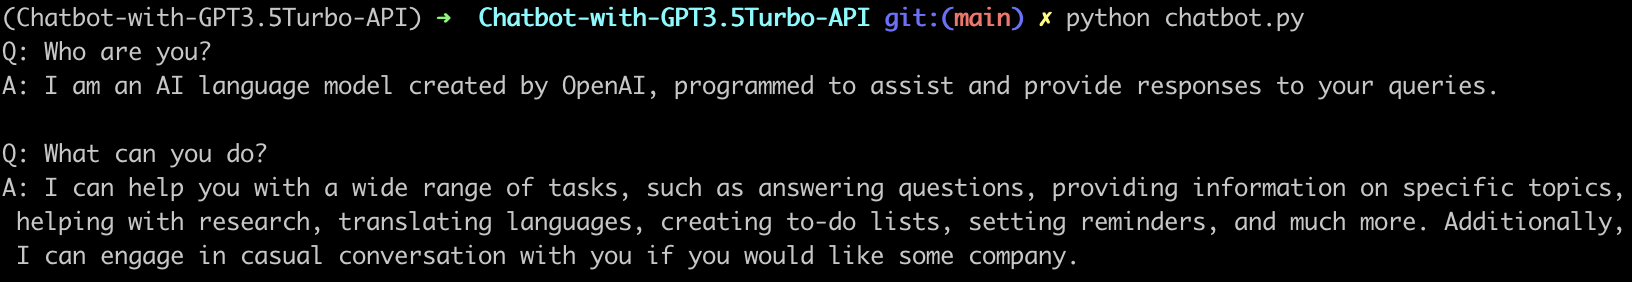 (Chatbot-with-GPT3.5Turbo-API) ➜  Chatbot-with-GPT3.5Turbo-API git:(main) ✗ python chatbot.py
Q: Who are you?
A: I am an AI language model created by OpenAI, programmed to assist and provide responses to your queries.
Q: What can you do?
A: I can help you with a wide range of tasks, such as answering questions, providing information on specific topics,
helping with research, translating languages, creating to-do lists, setting reminders, and much more. Additionally,
I can engage in casual conversation with you if you would like some company.